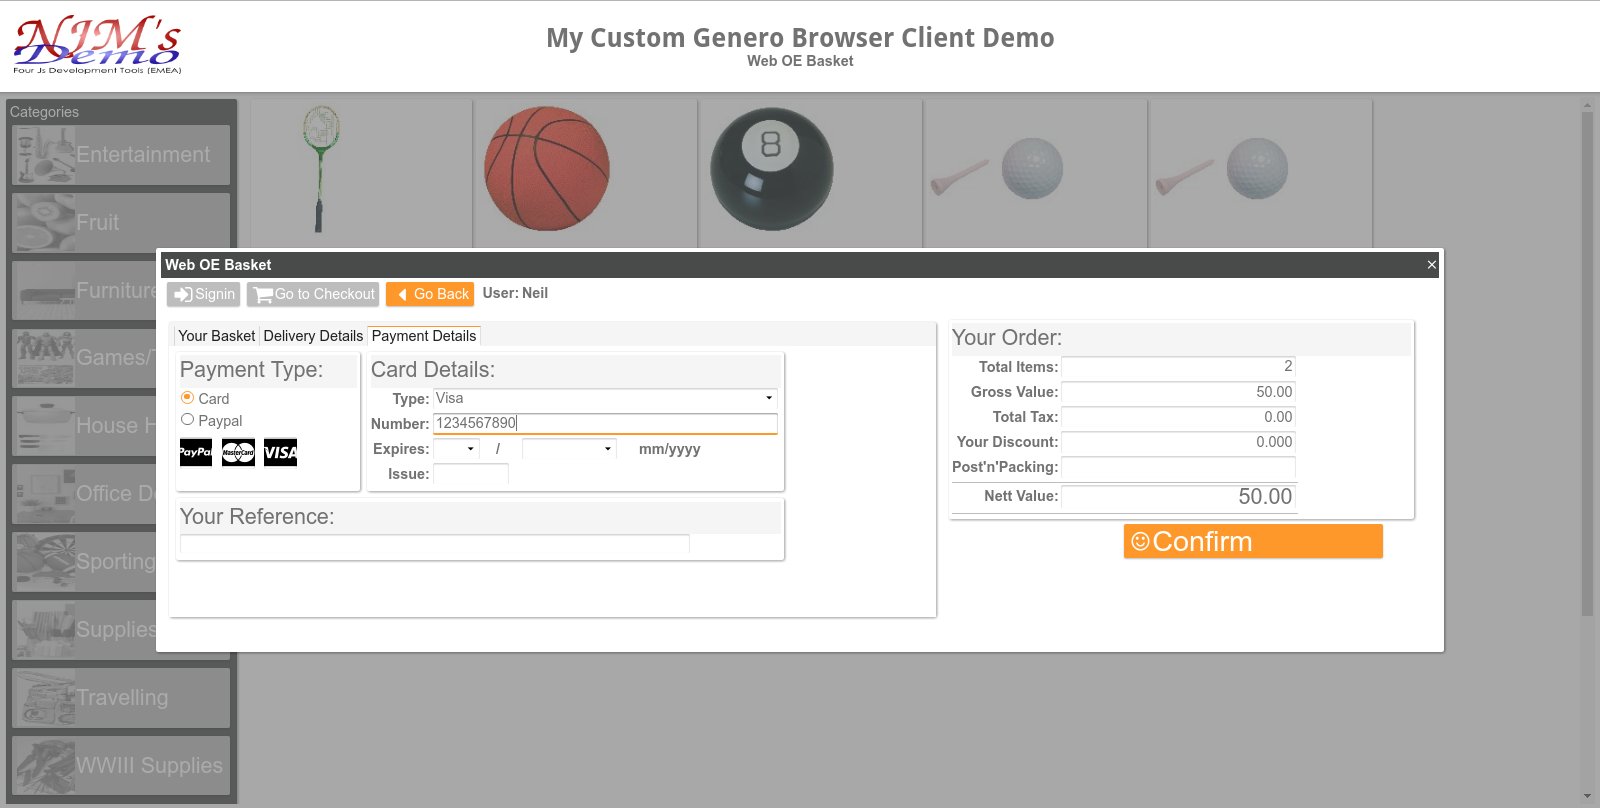 NJM's
Demo
Four Js Development Tools (EMEA)
My Custom Genero Browser Client Demo
Web OE Basket
Categories
Entertainment
Fruit
Furniture
Games/
House H
Office D
Sporting
Supplies
Travelling
WWIII Supplies
8
Web OE Basket
×
Signin Go to Checkout Go Back User: Neil
Your Basket Delivery Details Payment Details
Payment Type:
Card
Paypal
PayPal MasterCard VISA
Card Details:
Type: Visa
Number: 1234567890
Expires: / mm/yyyy
Issue:
Your Reference:
Your Order:
Total Items: 2
Gross Value: 50.00
Total Tax: 0.00
Your Discount: 0.000
Post'n'Packing:
Nett Value: 50.00
Confirm